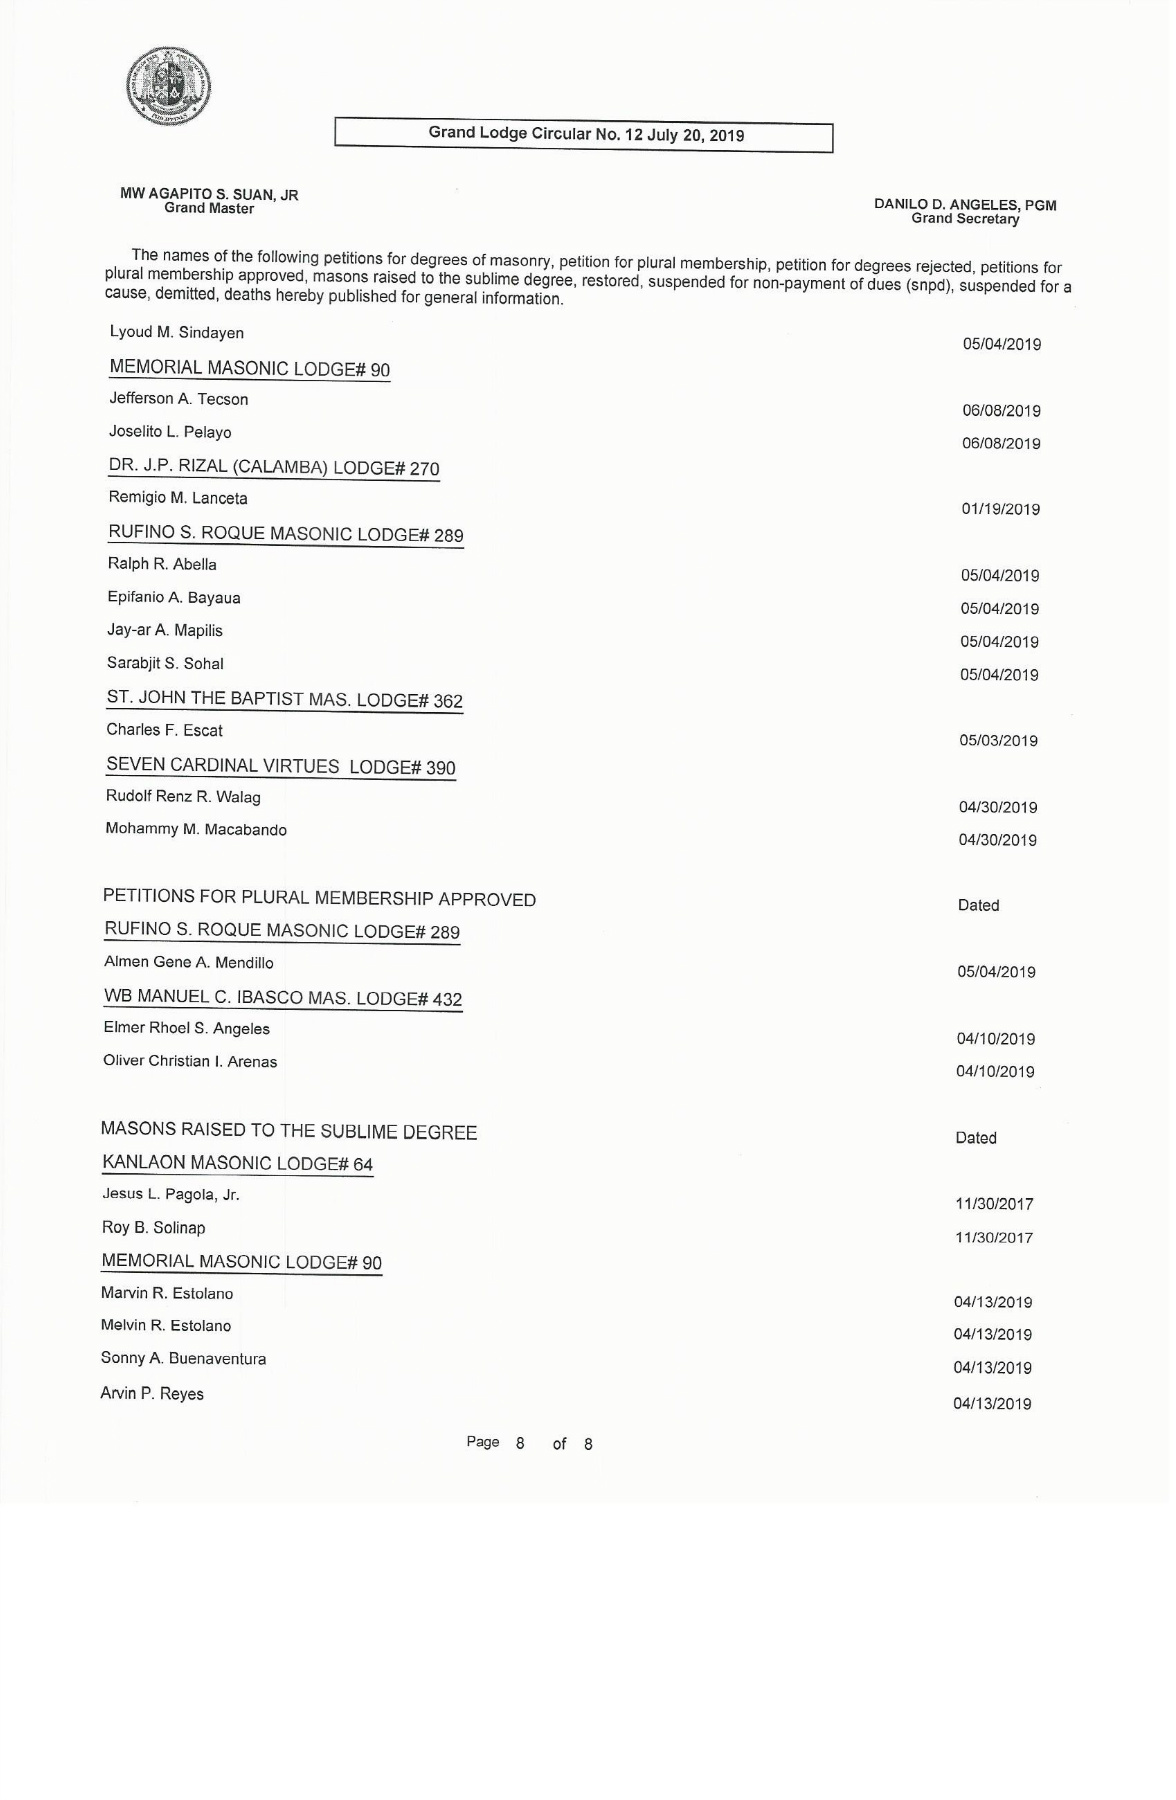 Grand Lodge Circular No. 12 July 20, 2019
MW AGAPITO S. SUAN, JR
Grand Master
DANILO D. ANGELES, PGM
Grand Secretary
The names of the following petitions for degrees of masonry, petition for plural membership, petition for degrees rejected, petitions for
plural membership approved, masons raised to the sublime degree, restored, suspended for non-payment of dues (snpd), suspended for a
cause, demitted, deaths hereby published for general information.
Lyoud M. Sindayen 05/04/2019
MEMORIAL MASONIC LODGE# 90
Jefferson A. Tecson 06/08/2019
Joselito L. Pelayo 06/08/2019
DR. J.P. RIZAL (CALAMBA) LODGE# 270
Remigio M. Lanceta 01/19/2019
RUFINO S. ROQUE MASONIC LODGE# 289
Ralph R. Abella 05/04/2019
Epifanio A. Bayaua 05/04/2019
Jay-ar A. Mapilis 05/04/2019
Sarabjit S. Sohal 05/04/2019
ST. JOHN THE BAPTIST MAS. LODGE# 362
Charles F. Escat 05/03/2019
SEVEN CARDINAL VIRTUES LODGE# 390
Rudolf Renz R. Walag 04/30/2019
Mohammy M. Macabando 04/30/2019
PETITIONS FOR PLURAL MEMBERSHIP APPROVED Dated
RUFINO S. ROQUE MASONIC LODGE# 289
Almen Gene A. Mendillo 05/04/2019
WB MANUEL C. IBASCO MAS. LODGE# 432
Elmer Rhoel S. Angeles 04/10/2019
Oliver Christian I. Arenas 04/10/2019
MASONS RAISED TO THE SUBLIME DEGREE Dated
KANLAON MASONIC LODGE# 64
Jesus L. Pagola, Jr. 11/30/2017
Roy B. Solinap 11/30/2017
MEMORIAL MASONIC LODGE# 90
Marvin R. Estolano 04/13/2019
Melvin R. Estolano 04/13/2019
Sonny A. Buenaventura 04/13/2019
Arvin P. Reyes 04/13/2019
Page 8 of 8